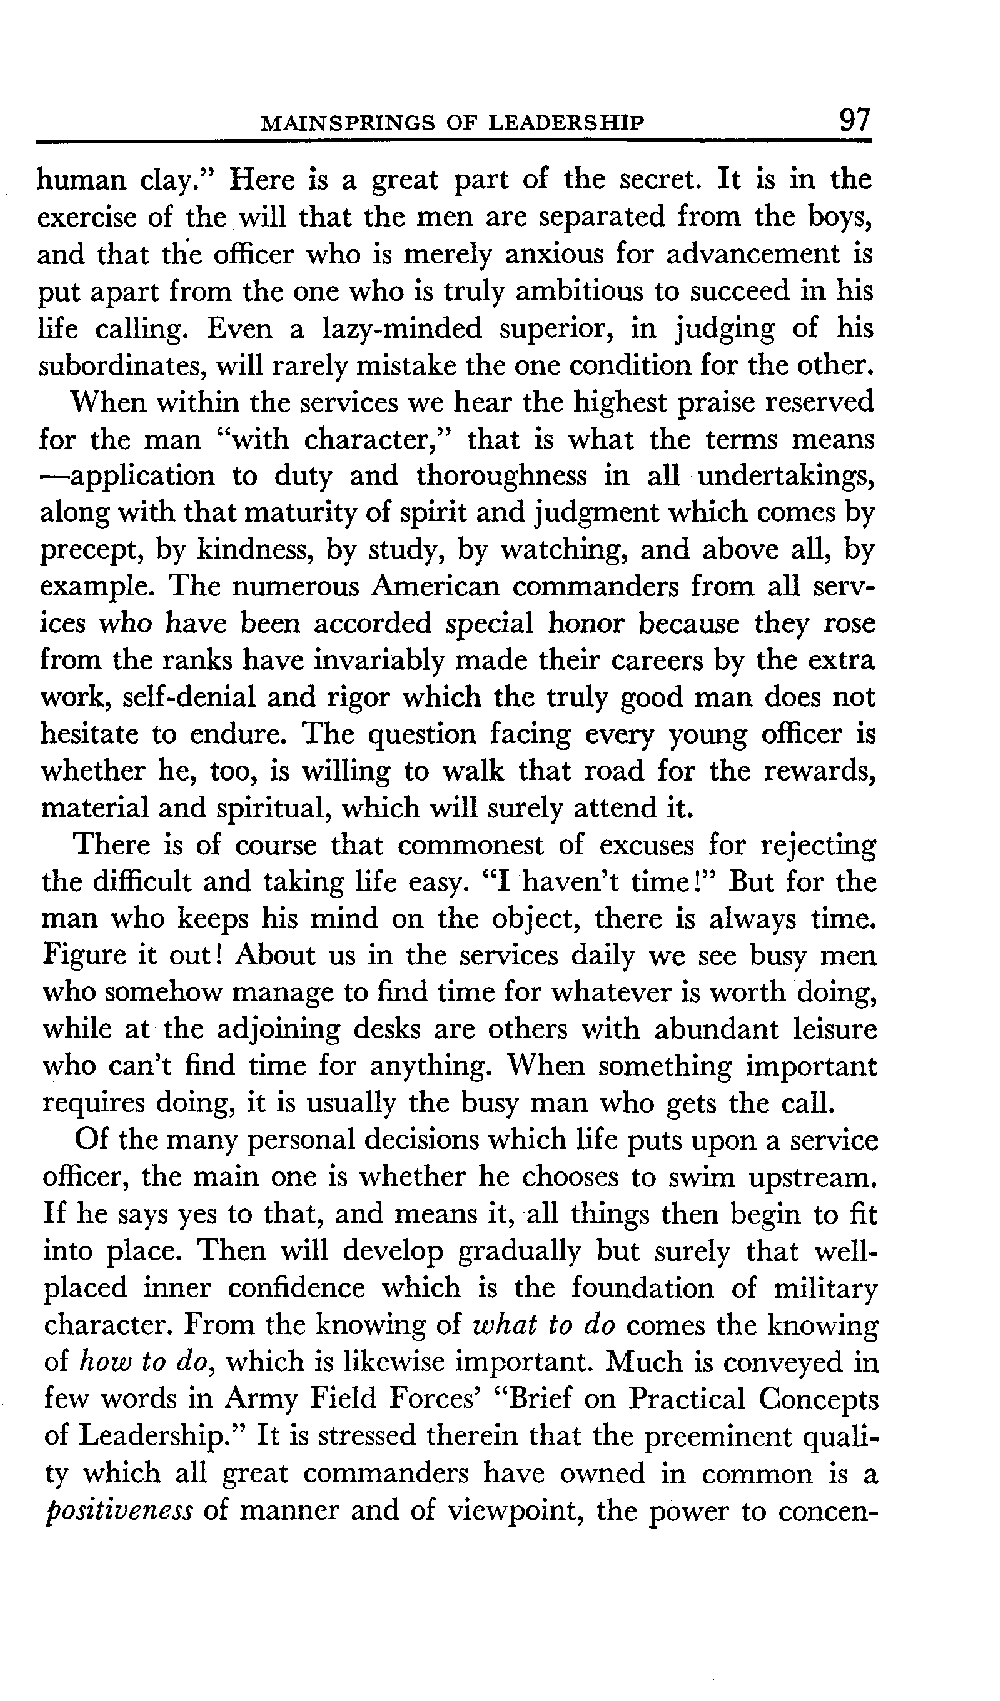 MAINSPRINGS OF LEADERSHIP 97
human clay.” Here is a great part of the secret. It is in the
exercise of the will that the men are separated from the boys,
and that the officer who is merely anxious for advancement is
put apart from the one who is truly ambitious to succeed in his
life calling. Even a lazy-minded superior, in judging of his
subordinates, will rarely mistake the one condition for the other.
When within the services we hear the highest praise reserved
for the man “with character,” that is what the terms means
—application to duty and thoroughness in all undertakings,
along with that maturity of spirit and judgment which comes by
precept, by kindness, by study, by watching, and above all, by
example. The numerous American commanders from all serv-
ices who have been accorded special honor because they rose
from the ranks have invariably made their careers by the extra
work, self-denial and rigor which the truly good man does not
hesitate to endure. The question facing every young officer is
whether he, too, is willing to walk that road for the rewards,
material and spiritual, which will surely attend it.
There is of course that commonest of excuses for rejecting
the difficult and taking life easy. “I haven’t time!” But for the
man who keeps his mind on the object, there is always time.
Figure it out! About us in the services daily we see busy men
who somehow manage to find time for whatever is worth doing,
while at the adjoining desks are others with abundant leisure
who can’t find time for anything. When something important
requires doing, it is usually the busy man who gets the call.
Of the many personal decisions which life puts upon a service
officer, the main one is whether he chooses to swim upstream.
If he says yes to that, and means it, all things then begin to fit
into place. Then will develop gradually but surely that well-
placed inner confidence which is the foundation of military
character. From the knowing of what to do comes the knowing
of how to do, which is likewise important. Much is conveyed in
few words in Army Field Forces’ “Brief on Practical Concepts
of Leadership.” It is stressed therein that the preeminent quali-
ty which all great commanders have owned in common is a
positiveness of manner and of viewpoint, the power to concen-